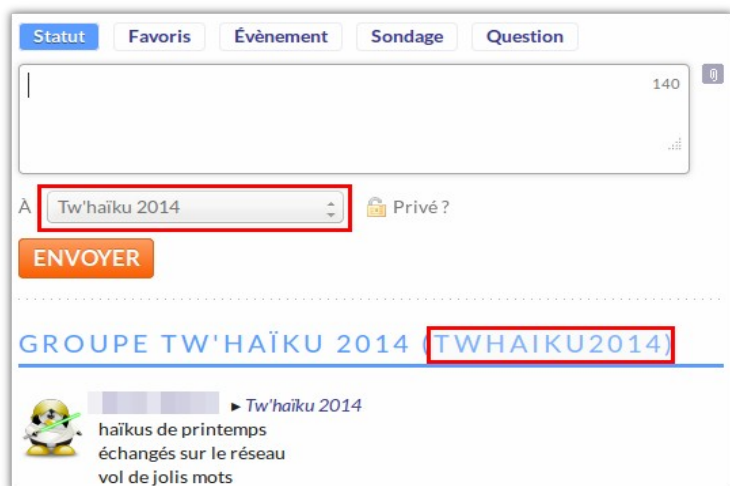 Statut Favoris Évènement Sondage Question
140
À Tw'haïku 2014 Privé ?
ENVOYER
GROUPE TW'HAÏKU 2014 (TWHAIKU2014)
▸ Tw'haïku 2014
haïkus de printemps
échangés sur le réseau
vol de jolis mots